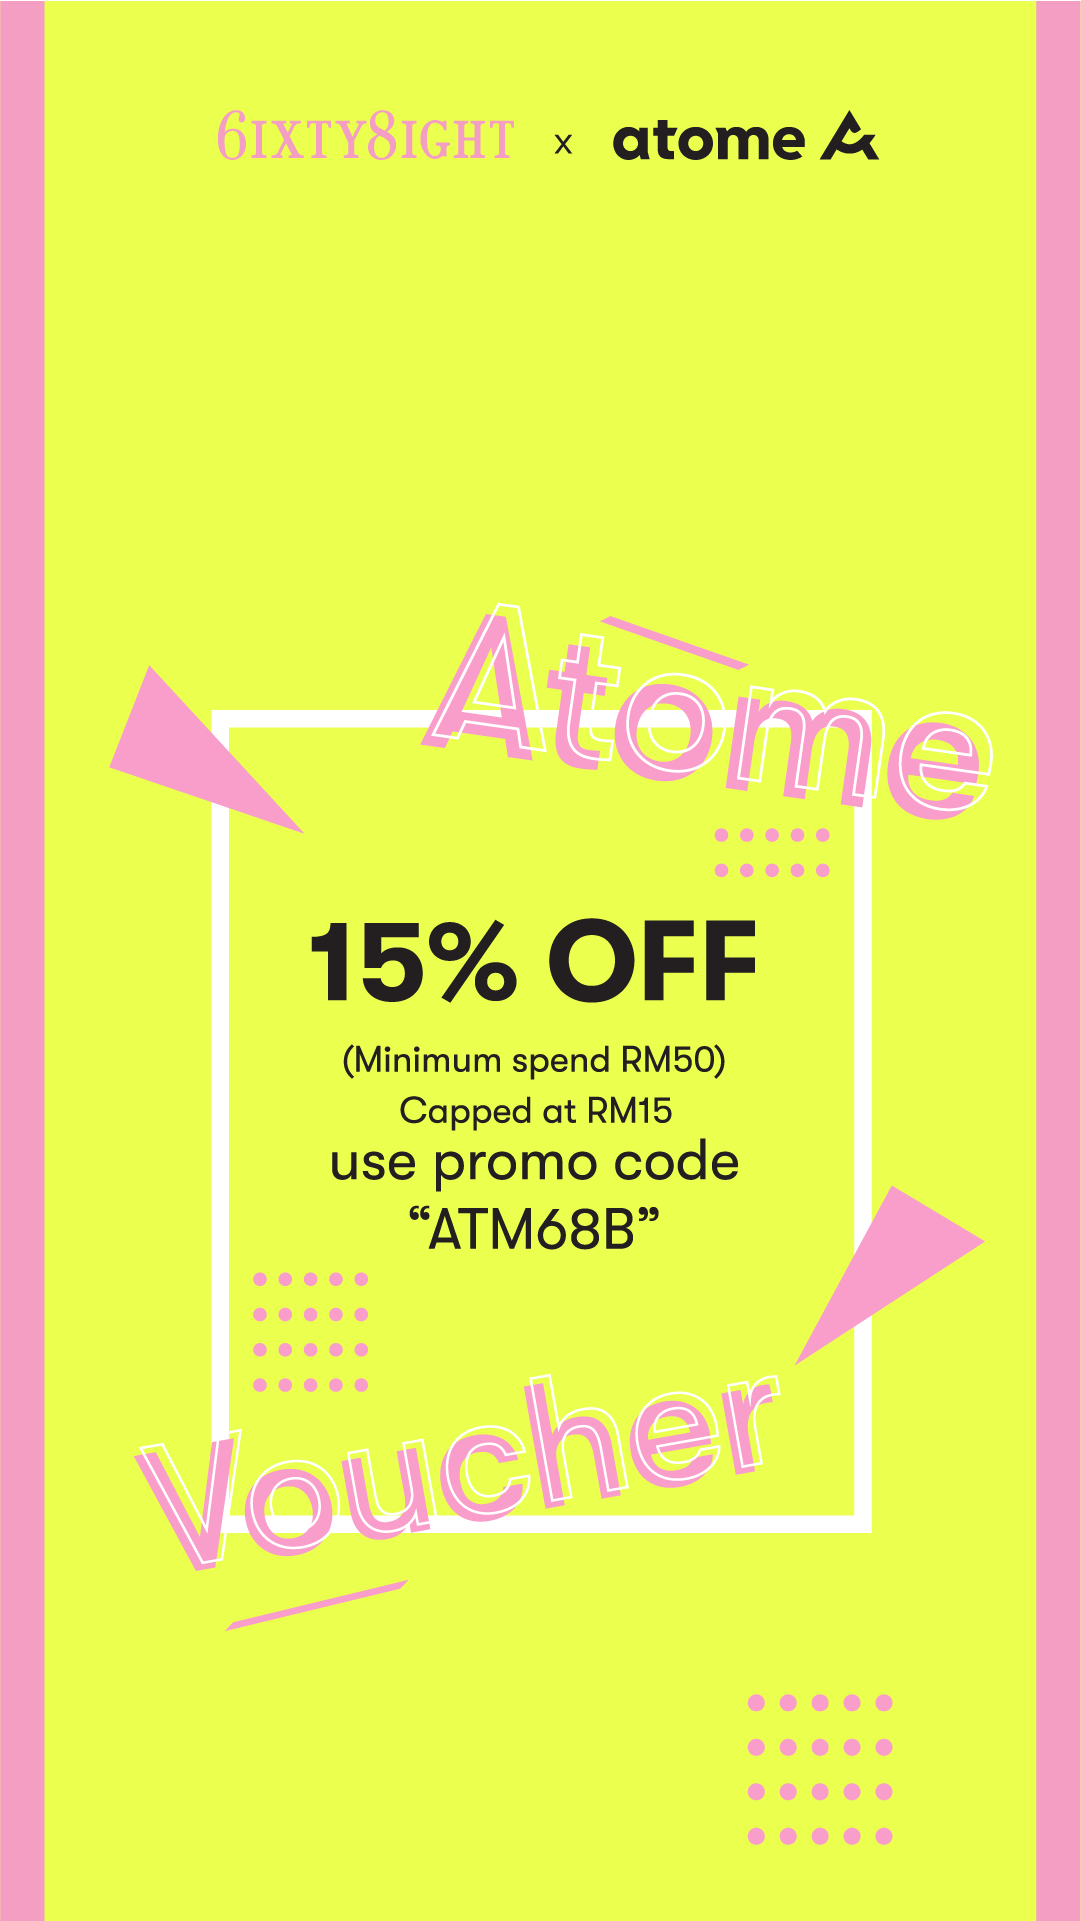 6IXTY8IGHT x atome
Atome
15% OFF
(Minimum spend RM50)
Capped at RM15
use promo code
“ATM68B”
Voucher